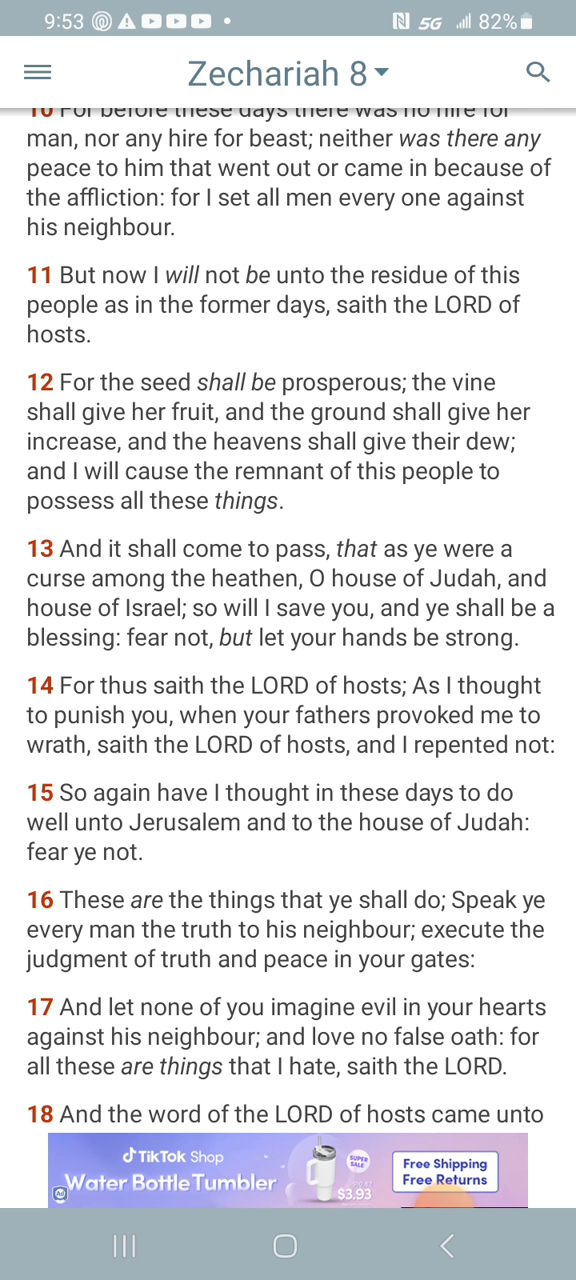 9:53
5G 82%
Zechariah 8
10 For before these days there was no hire for
man, nor any hire for beast; neither was there any
peace to him that went out or came in because of
the affliction: for I set all men every one against
his neighbour.
11 But now I will not be unto the residue of this
people as in the former days, saith the LORD of
hosts.
12 For the seed shall be prosperous; the vine
shall give her fruit, and the ground shall give her
increase, and the heavens shall give their dew;
and I will cause the remnant of this people to
possess all these things.
13 And it shall come to pass, that as ye were a
curse among the heathen, O house of Judah, and
house of Israel; so will I save you, and ye shall be a
blessing: fear not, but let your hands be strong.
14 For thus saith the LORD of hosts; As I thought
to punish you, when your fathers provoked me to
wrath, saith the LORD of hosts, and I repented not:
15 So again have I thought in these days to do
well unto Jerusalem and to the house of Judah:
fear ye not.
16 These are the things that ye shall do; Speak ye
every man the truth to his neighbour; execute the
judgment of truth and peace in your gates:
17 And let none of you imagine evil in your hearts
against his neighbour; and love no false oath: for
all these are things that I hate, saith the LORD.
18 And the word of the LORD of hosts came unto
TikTok Shop
Water Bottle Tumbler
SUPER
SALE
$3.93
Free Shipping
Free Returns